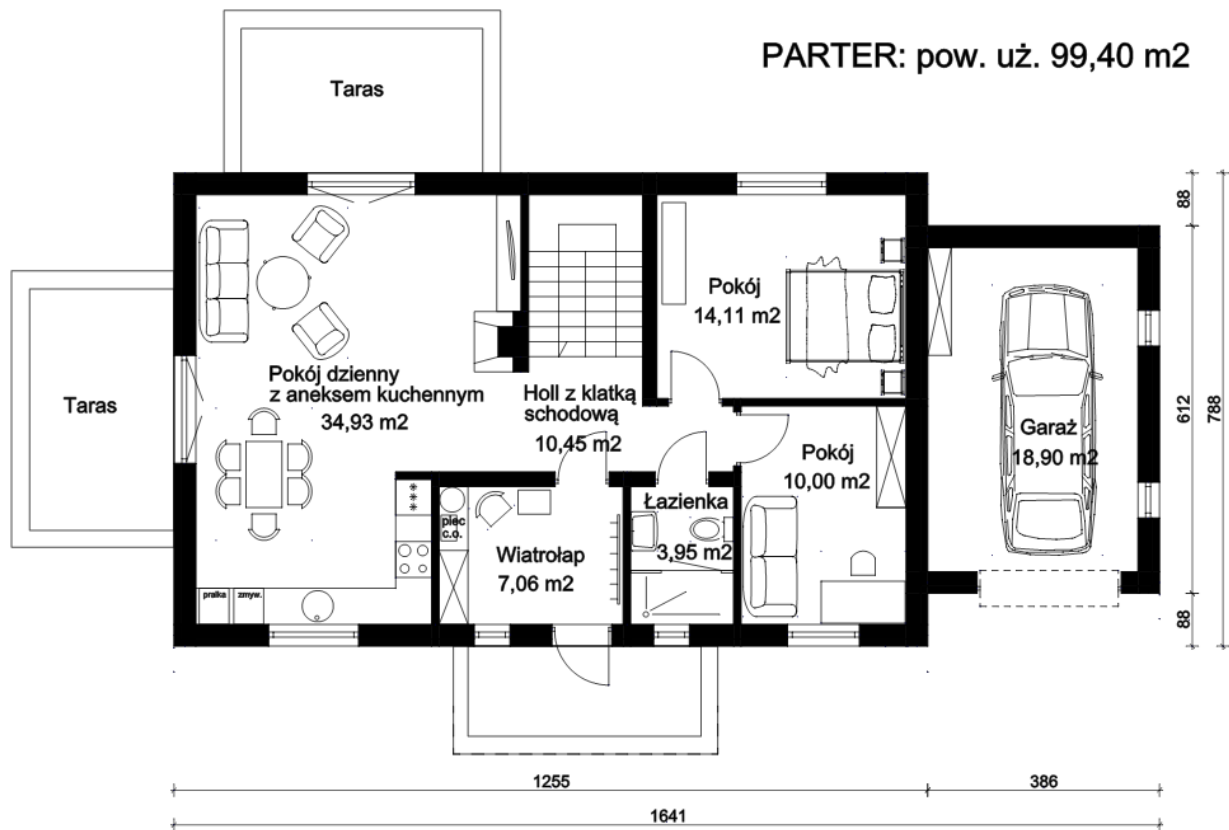 PARTER: pow. uż. 99,40 m2
Taras
88
Pokój
14,11 m2
Pokój dzienny
z aneksem kuchennym
34,93 m2
Taras
Holl z klatką
schodową
10,45 m2
612
788
Garaż
18,90 m2
Pokój
10,00 m2
Łazienka
3,95 m2
piec
c.o.
Wiatrołap
7,06 m2
pralka
zmyw.
88
1255
386
1641